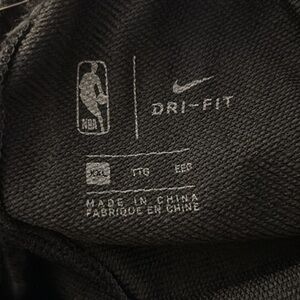 NBA
DRI-FIT
XXL TTG EEG
MADE IN CHINA
FABRIQUE EN CHINE